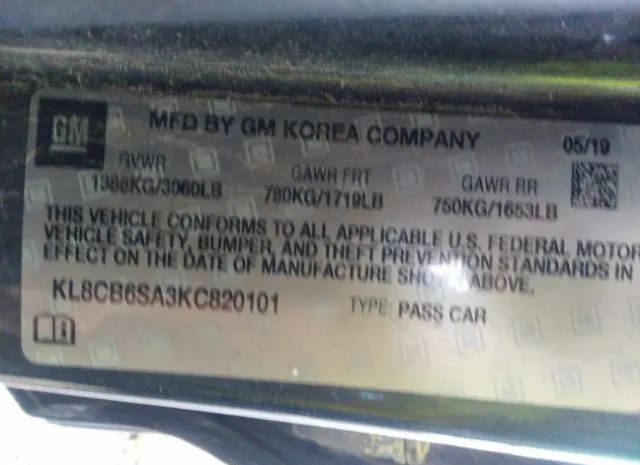 GM
MFD BY GM KOREA COMPANY 05/19
GVWR GAWR FRT GAWR RR
1388KG/3060LB 780KG/1719LB 750KG/1653LB
THIS VEHICLE CONFORMS TO ALL APPLICABLE U.S. FEDERAL MOTOR
VEHICLE SAFETY, BUMPER, AND THEFT PREVENTION STANDARDS IN
EFFECT ON THE DATE OF MANUFACTURE SHOWN ABOVE.
KL8CB6SA3KC820101 TYPE: PASS CAR